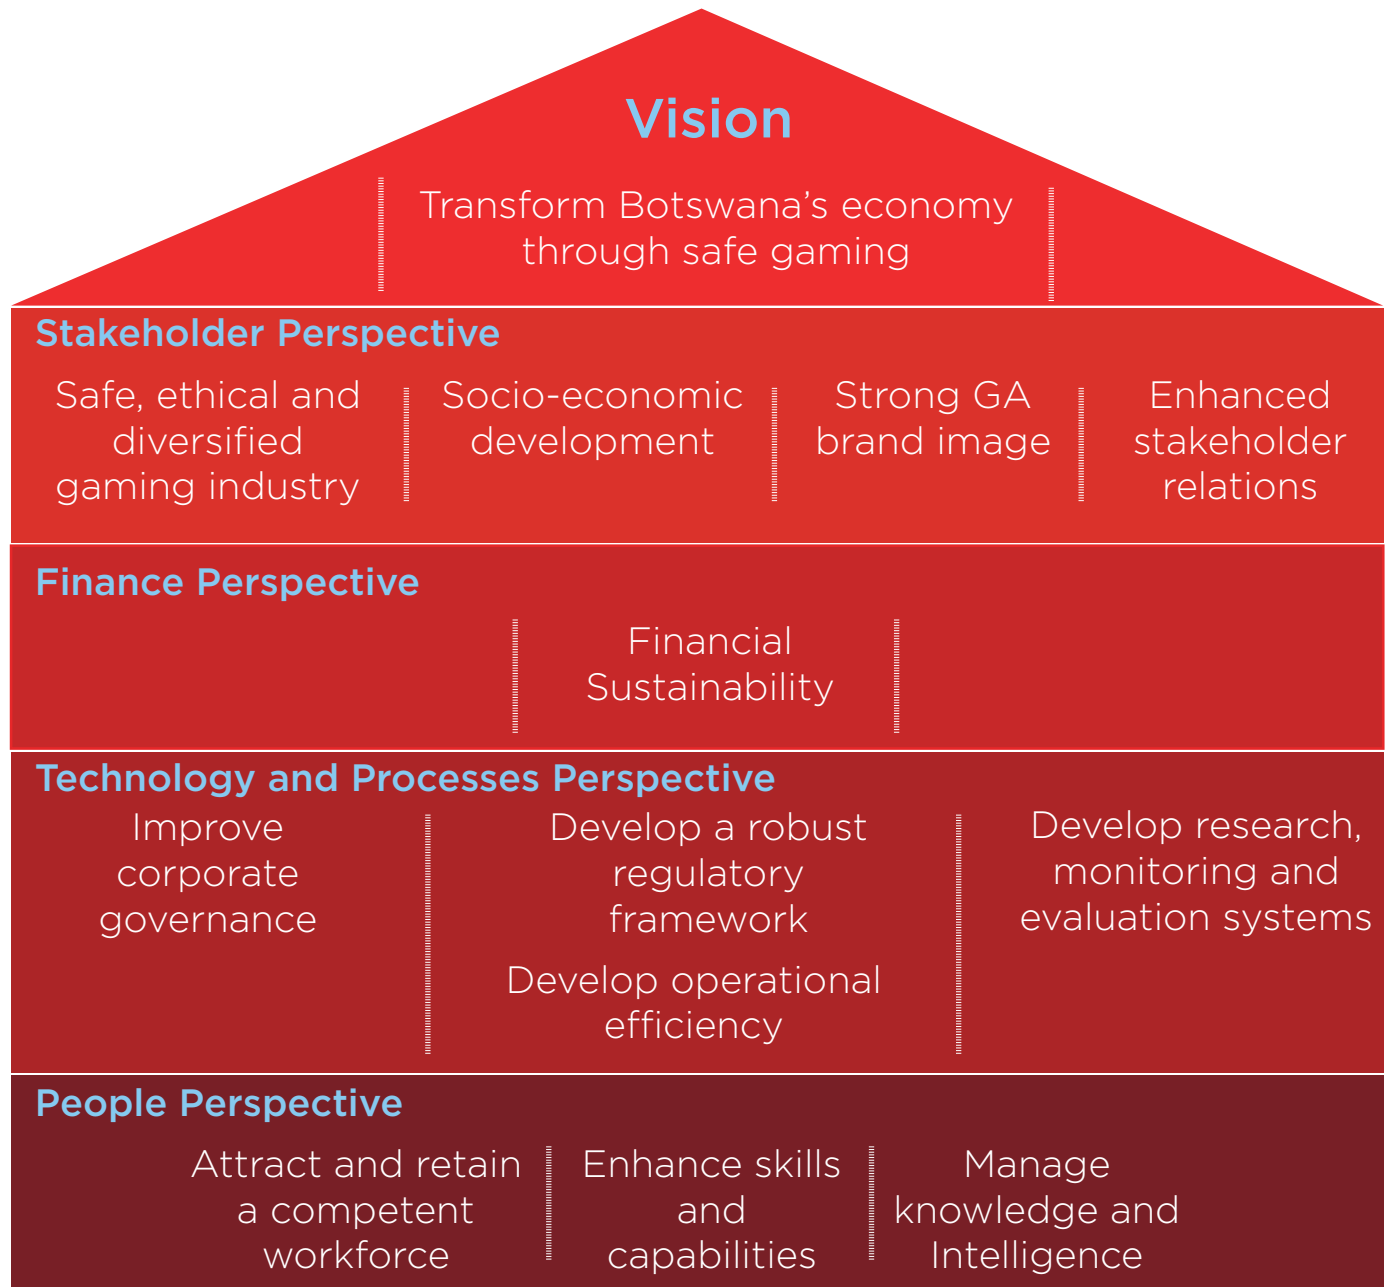 Vision
Transform Botswana's economy
through safe gaming
Stakeholder Perspective
Safe, ethical and
diversified
gaming industry
Socio-economic
development
Strong GA
brand image
Enhanced
stakeholder
relations
Finance Perspective
Financial
Sustainability
Technology and Processes Perspective
Improve
corporate
governance
Develop a robust
regulatory
framework
Develop operational
efficiency
Develop research,
monitoring and
evaluation systems
People Perspective
Attract and retain
a competent
workforce
Enhance skills
and
capabilities
Manage
knowledge and
Intelligence